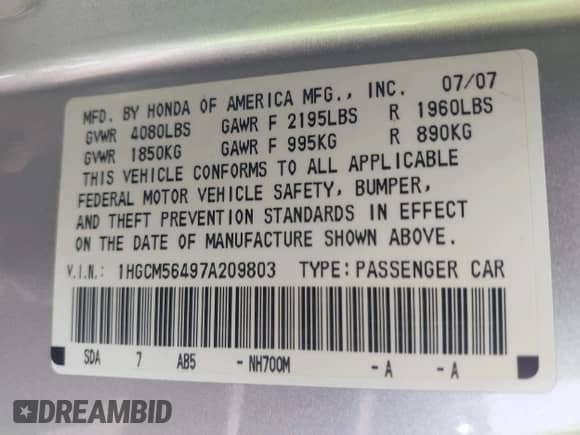 MFD. BY HONDA OF AMERICA MFG., INC. 07/07
GVWR 4080LBS GAWR F 2195LBS R 1960LBS
GVWR 1850KG GAWR F 995KG R 890KG
THIS VEHICLE CONFORMS TO ALL APPLICABLE
FEDERAL MOTOR VEHICLE SAFETY, BUMPER,
AND THEFT PREVENTION STANDARDS IN EFFECT
ON THE DATE OF MANUFACTURE SHOWN ABOVE.
V.I.N.: 1HGCM56497A209803 TYPE: PASSENGER CAR
SDA 7 AB5 - NH700M - A - A
DREAMBID